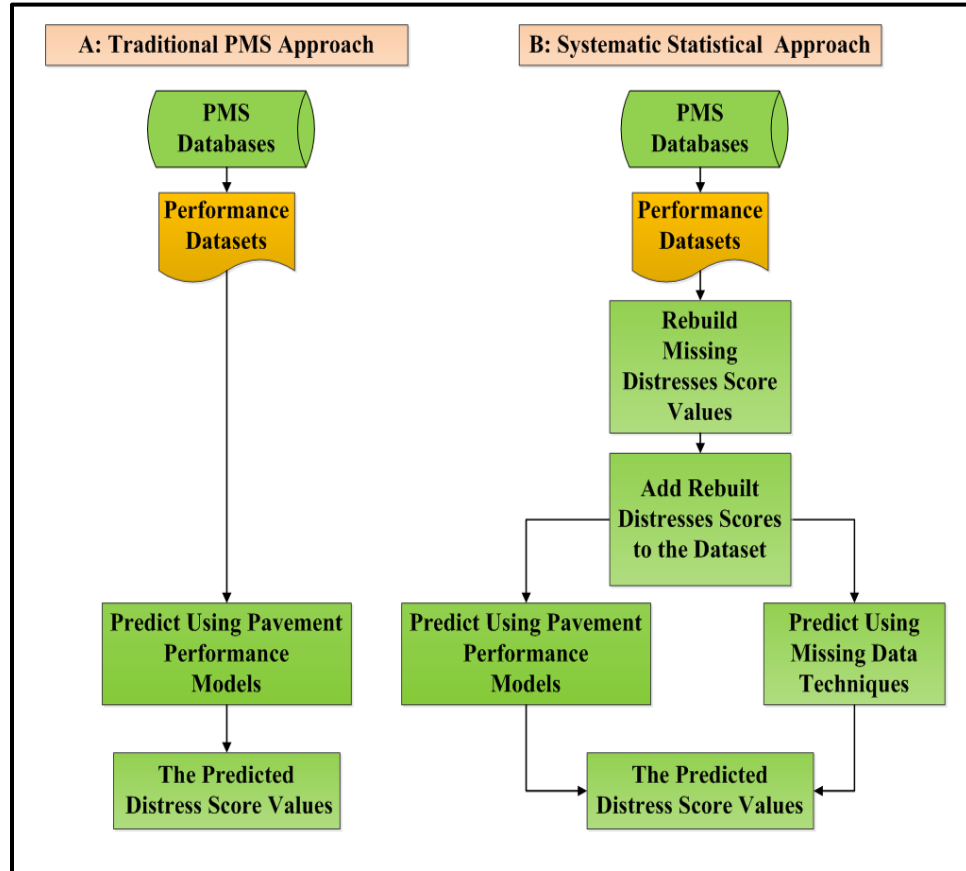 A: Traditional PMS Approach
PMS
Databases
Performance
Datasets
Predict Using Pavement
Performance
Models
The Predicted
Distress Score Values
B: Systematic Statistical Approach
PMS
Databases
Performance
Datasets
Rebuild
Missing
Distresses Score
Values
Add Rebuilt
Distresses Scores
to the Dataset
Predict Using Pavement
Performance
Models
Predict Using
Missing Data
Techniques
The Predicted
Distress Score Values